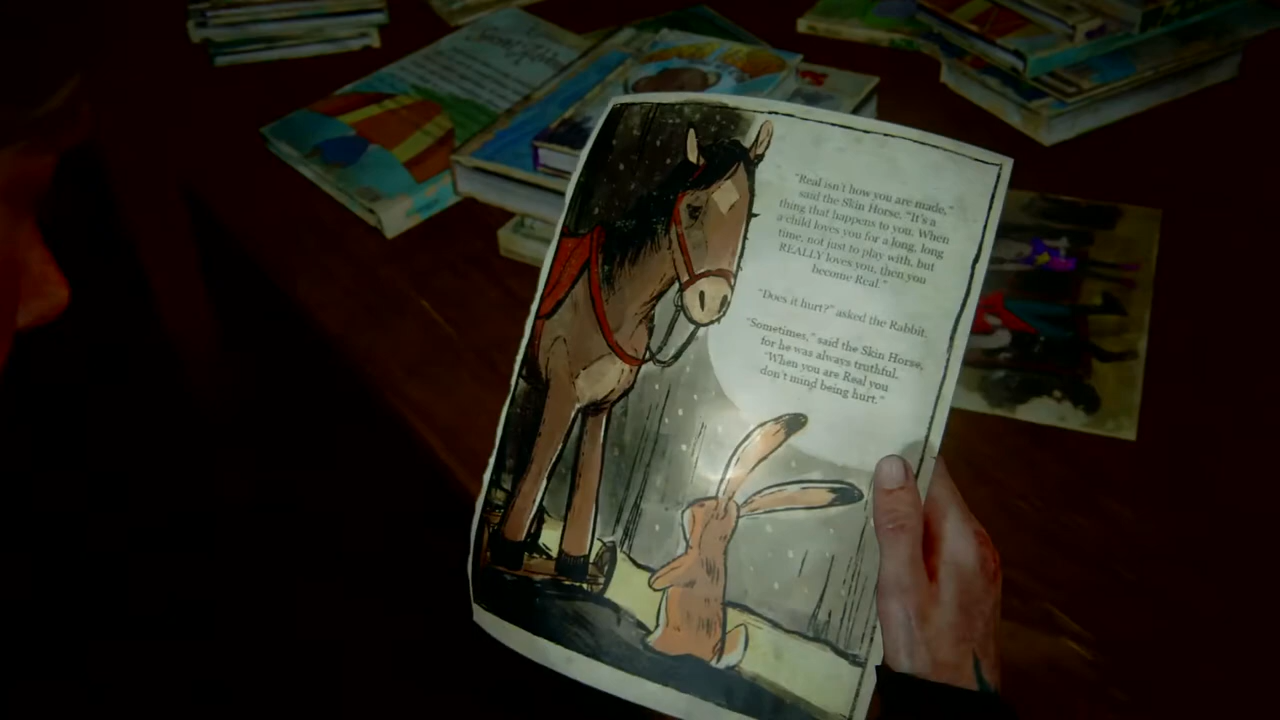 "Real isn't how you are made,"
said the Skin Horse. "It's a
thing that happens to you. When
a child loves you for a long, long
time, not just to play with, but
REALLY loves you, then you
become Real."
"Does it hurt?" asked the Rabbit.
"Sometimes," said the Skin Horse,
for he was always truthful.
"When you are Real you
don't mind being hurt."